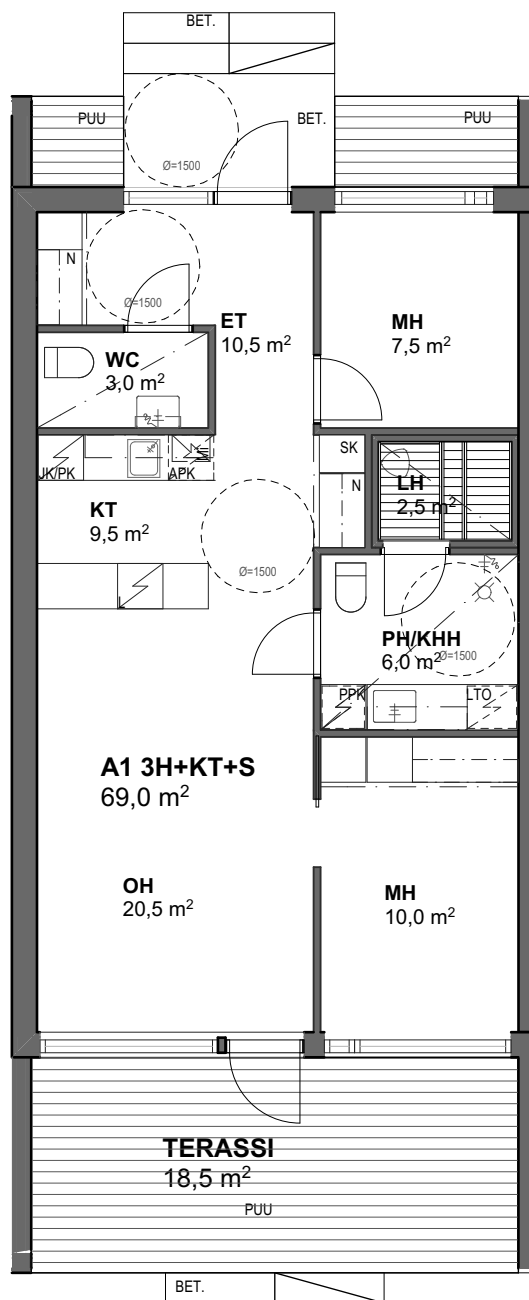 BET.
PUU
BET.
PUU
Ø=1500
N
Ø=1500
ET
10,5 m²
MH
7,5 m²
WC
3,0 m²
SK
JK/PK
APK
MI
LH
2,5 m²
N
KT
9,5 m²
Ø=1500
PH/KHH
6,0 m²
Ø=1500
PPK
LTO
A1 3H+KT+S
69,0 m²
OH
20,5 m²
MH
10,0 m²
TERASSI
18,5 m²
PUU
BET.